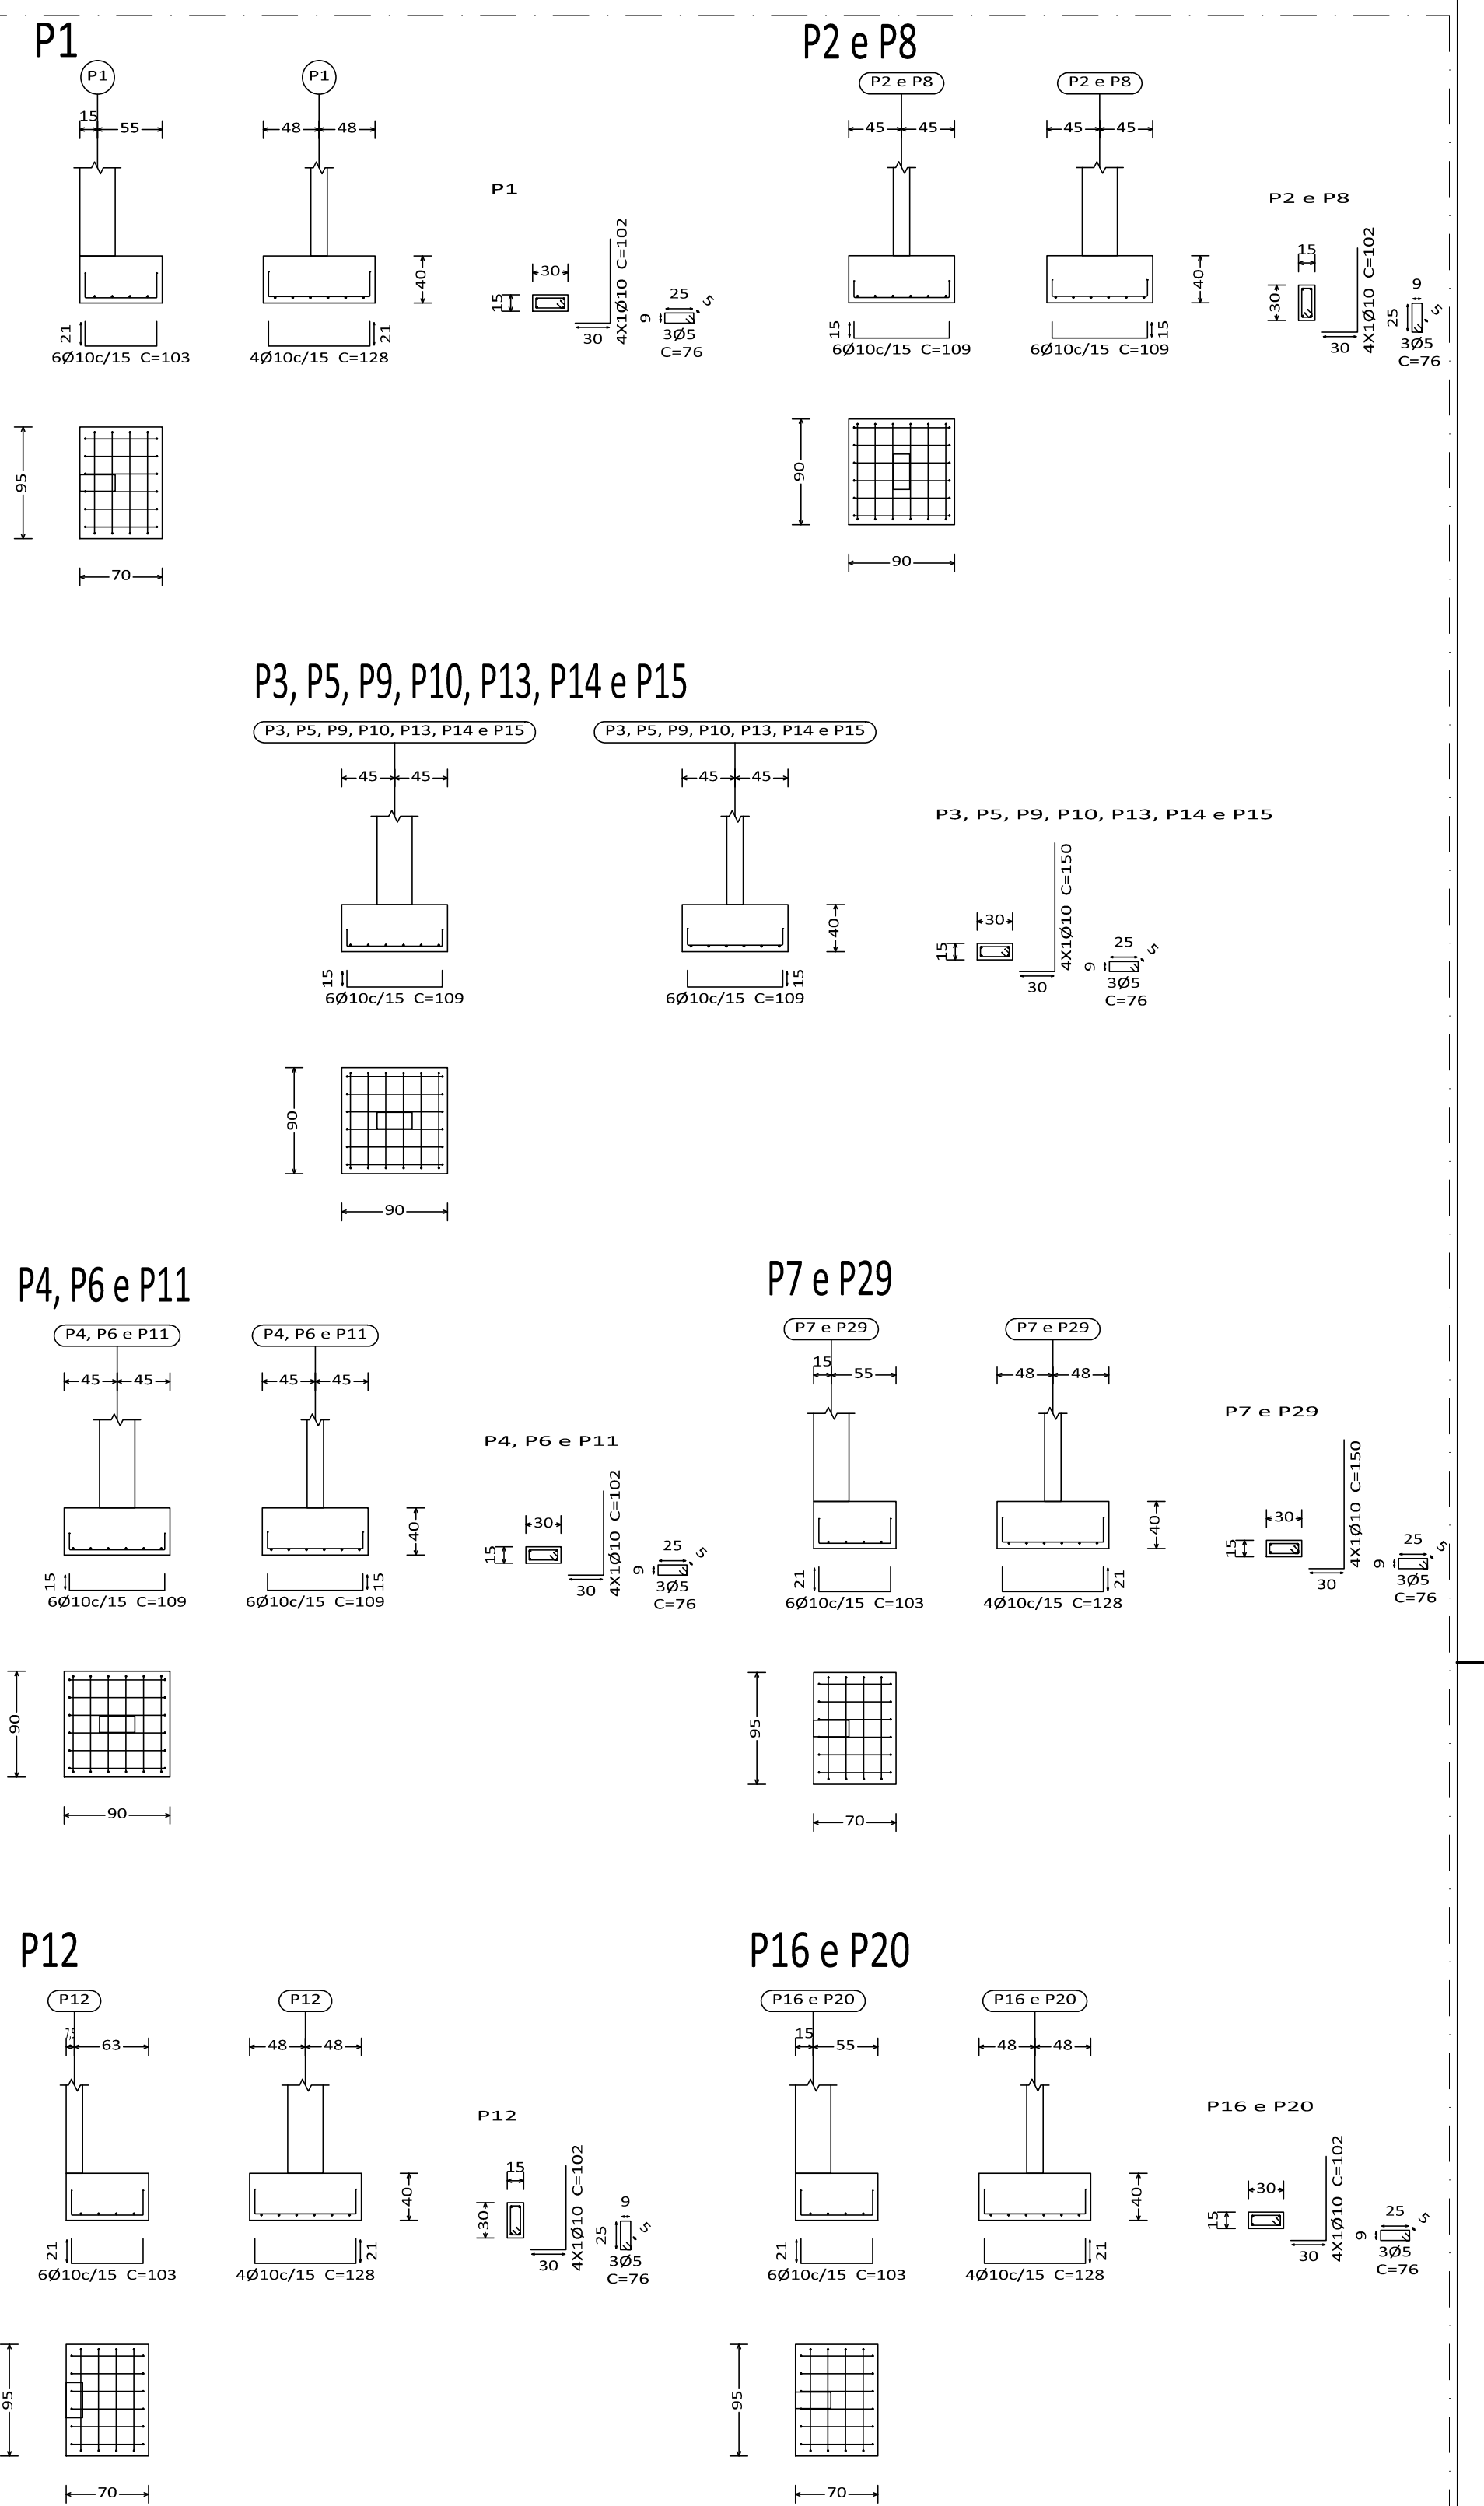 P1
P2 e P8
P1
P1
P2 e P8
P2 e P8
15
55
48
48
45
45
45
45
P1
P2 e P8
40
30
15
4X1Ø10  C=102
30
25
9
5
3Ø5
C=76
40
15
30
4X1Ø10  C=102
30
9
25
5
3Ø5
C=76
21
6Ø10c/15  C=103
21
4Ø10c/15  C=128
15
6Ø10c/15  C=109
15
6Ø10c/15  C=109
95
70
90
90
P3, P5, P9, P10, P13, P14 e P15
P3, P5, P9, P10, P13, P14 e P15
P3, P5, P9, P10, P13, P14 e P15
45
45
45
45
P3, P5, P9, P10, P13, P14 e P15
40
30
15
4X1Ø10  C=150
30
25
9
5
3Ø5
C=76
15
6Ø10c/15  C=109
15
6Ø10c/15  C=109
90
90
P4, P6 e P11
P7 e P29
P4, P6 e P11
P4, P6 e P11
P7 e P29
P7 e P29
45
45
45
45
15
55
48
48
P4, P6 e P11
P7 e P29
40
30
15
4X1Ø10  C=102
30
25
9
5
3Ø5
C=76
40
30
15
4X1Ø10  C=150
30
25
9
5
3Ø5
C=76
15
6Ø10c/15  C=109
15
6Ø10c/15  C=109
21
6Ø10c/15  C=103
21
4Ø10c/15  C=128
90
90
95
70
P12
P16 e P20
P12
P12
P16 e P20
P16 e P20
7,5
63
48
48
15
55
48
48
P12
P16 e P20
40
15
30
4X1Ø10  C=102
30
9
25
5
3Ø5
C=76
40
30
15
4X1Ø10  C=102
30
25
9
5
3Ø5
C=76
21
6Ø10c/15  C=103
21
4Ø10c/15  C=128
21
6Ø10c/15  C=103
21
4Ø10c/15  C=128
95
70
95
70